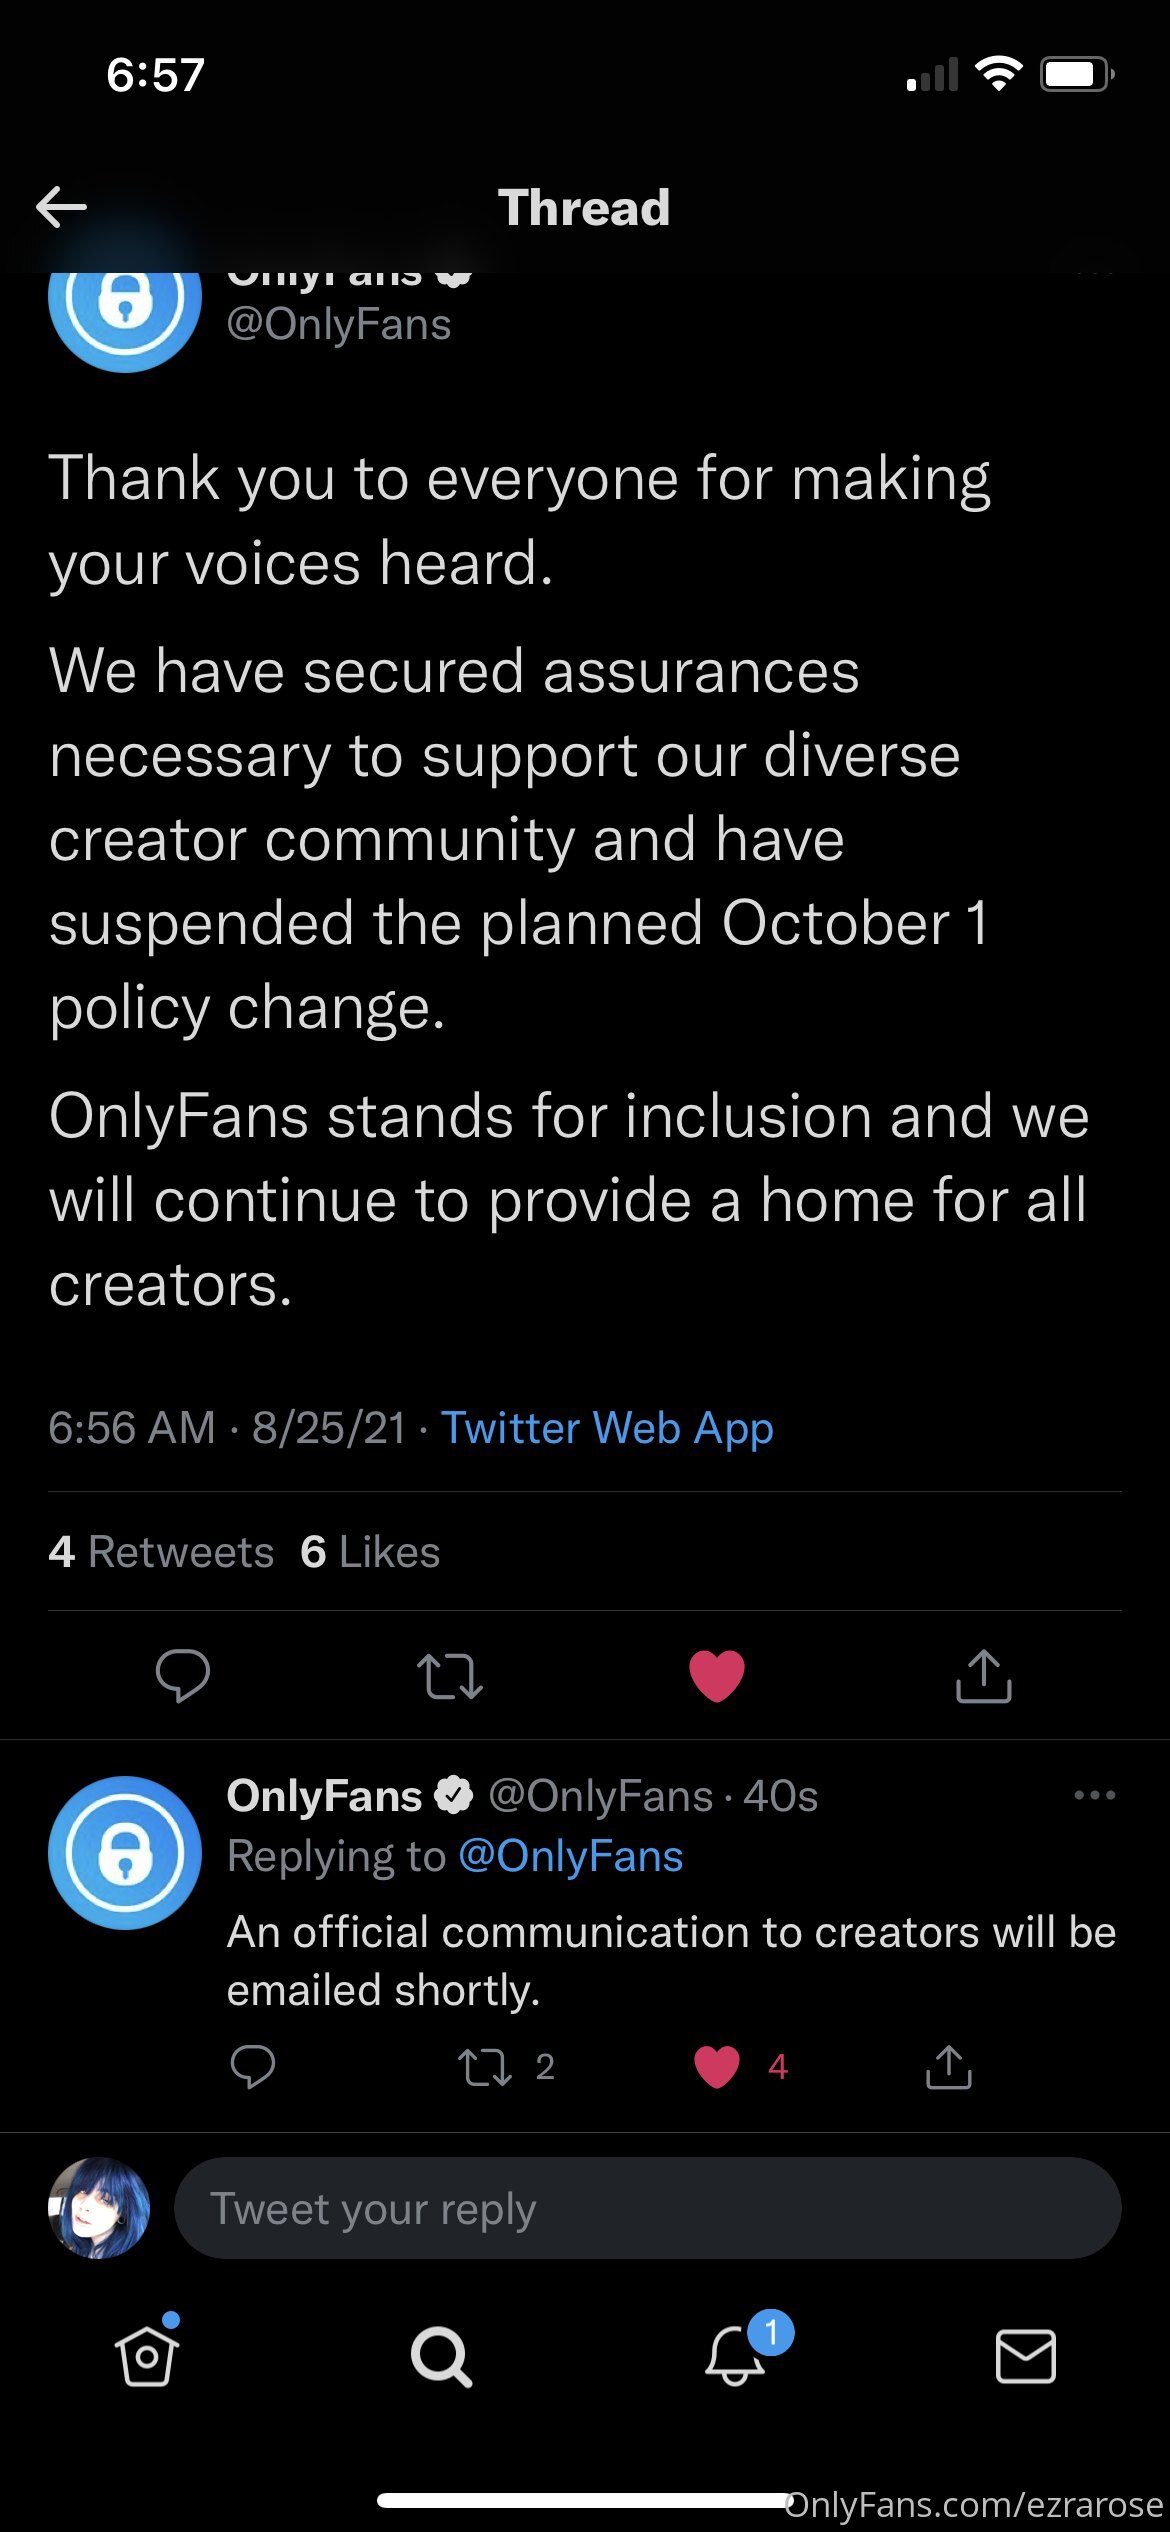 6:57
Thread
OnlyFans
@OnlyFans
Thank you to everyone for making
your voices heard.
We have secured assurances
necessary to support our diverse
creator community and have
suspended the planned October 1
policy change.
OnlyFans stands for inclusion and we
will continue to provide a home for all
creators.
6:56 AM · 8/25/21 · Twitter Web App
4 Retweets 6 Likes
OnlyFans @OnlyFans · 40s
Replying to @OnlyFans
An official communication to creators will be
emailed shortly.
2 4
Tweet your reply
1
OnlyFans.com/ezrarose